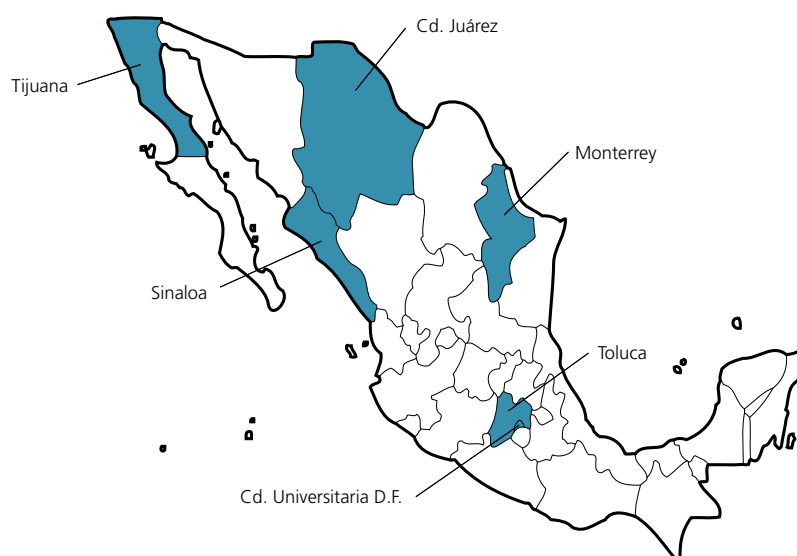 Cd. Juárez
Tijuana
Monterrey
Sinaloa
Toluca
Cd. Universitaria D.F.